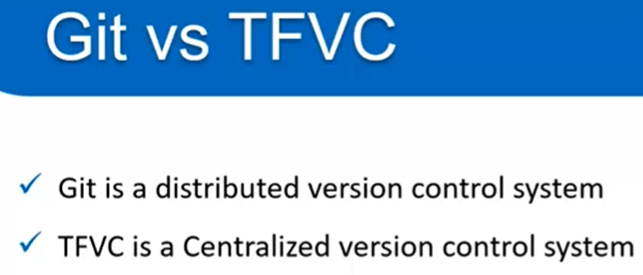 Git vs TFVC
✓ Git is a distributed version control system
✓ TFVC is a Centralized version control system